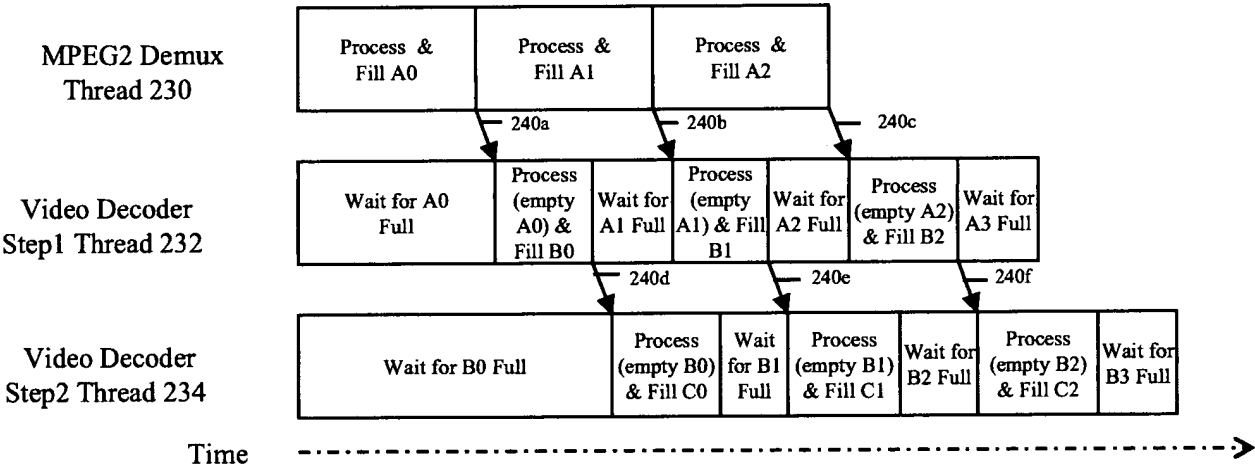 MPEG2 Demux
Thread 230
Process &
Fill A0
Process &
Fill A1
Process &
Fill A2
240a
240b
240c
Video Decoder
Step1 Thread 232
Wait for A0
Full
Process
(empty
A0) &
Fill B0
Wait for
A1 Full
Process
(empty
A1) & Fill
B1
Wait for
A2 Full
Process
(empty A2)
& Fill B2
Wait for
A3 Full
240d
240e
240f
Video Decoder
Step2 Thread 234
Wait for B0 Full
Process
(empty B0)
& Fill C0
Wait
for B1
Full
Process
(empty B1)
& Fill C1
Wait for
B2 Full
Process
(empty B2)
& Fill C2
Wait for
B3 Full
Time